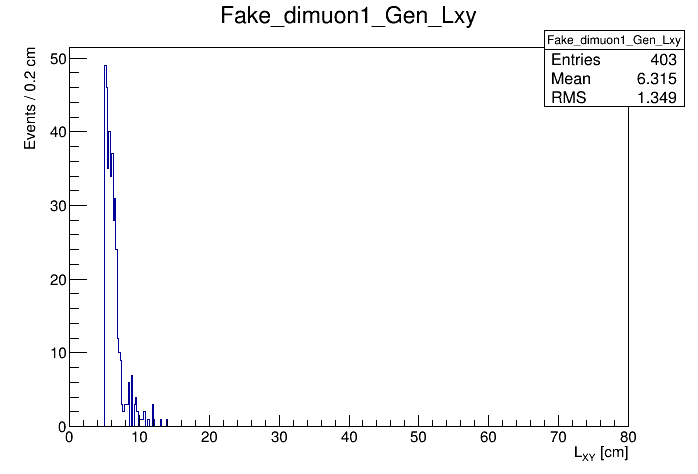 Fake_dimuon1_Gen_Lxy
Fake_dimuon1_Gen_Lxy
Entries 403
Mean 6.315
RMS 1.349
Events / 0.2 cm
50
40
30
20
10
0
0 10 20 30 40 50 60 70 80
L_XY [cm]